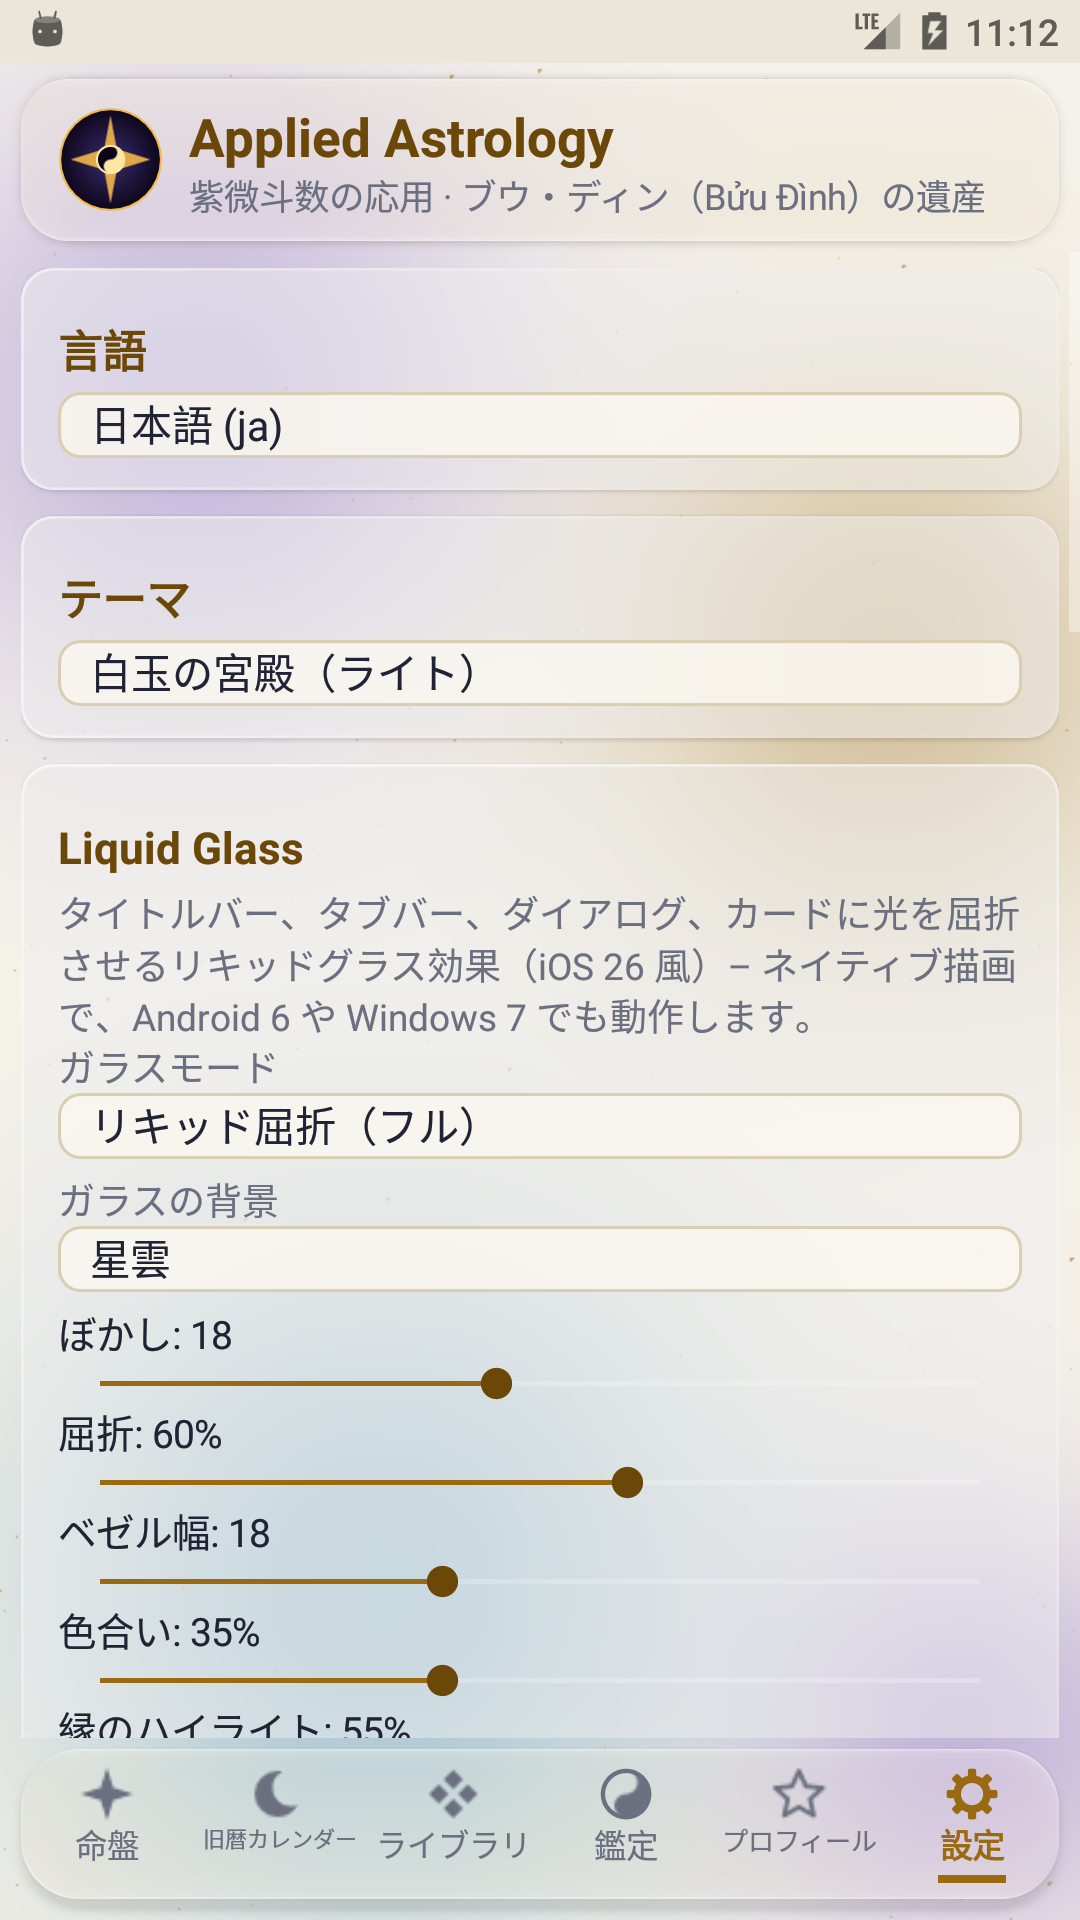 LTE 11:12
Applied Astrology
紫微斗数の応用 · ブウ・ディン（Bửu Đình）の遺産
言語
日本語 (ja)
テーマ
白玉の宮殿（ライト）
Liquid Glass
タイトルバー、タブバー、ダイアログ、カードに光を屈折
させるリキッドグラス効果（iOS 26 風）– ネイティブ描画
で、Android 6 や Windows 7 でも動作します。
ガラスモード
リキッド屈折（フル）
ガラスの背景
星雲
ぼかし: 18
屈折: 60%
ベゼル幅: 18
色合い: 35%
縁のハイライト: 55%
命盤 旧暦カレンダー ライブラリ 鑑定 プロフィール 設定